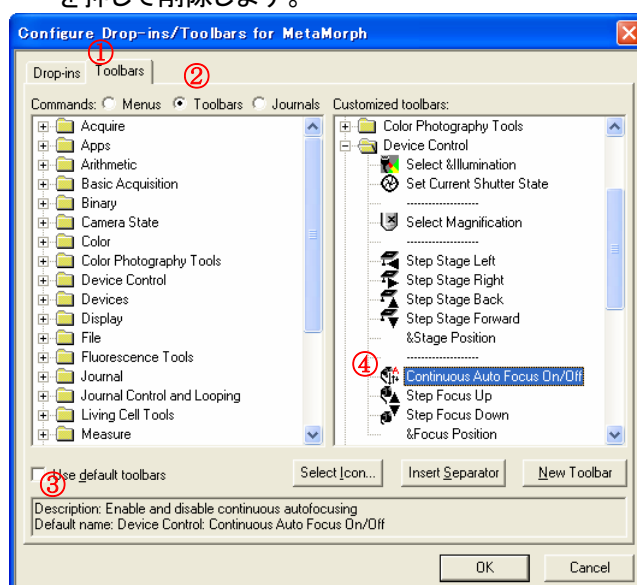 を押して削除します。
Configure Drop-ins/Toolbars for MetaMorph
①
②
Drop-ins Toolbars
Commands: Menus Toolbars Journals
Acquire
Apps
Arithmetic
Basic Acquisition
Binary
Camera State
Color
Color Photography Tools
Device Control
Devices
Display
File
Fluorescence Tools
Journal
Journal Control and Looping
Living Cell Tools
Measure
Customized toolbars:
Color Photography Tools
Device Control
Select &Illumination
Set Current Shutter State
--------------------
Select Magnification
--------------------
Step Stage Left
Step Stage Right
Step Stage Back
Step Stage Forward
&Stage Position
--------------------
④
Continuous Auto Focus On/Off
Step Focus Up
Step Focus Down
&Focus Position
③
Use default toolbars
Select Icon... Insert Separator New Toolbar
Description: Enable and disable continuous autofocusing
Default name: Device Control: Continuous Auto Focus On/Off
OK Cancel